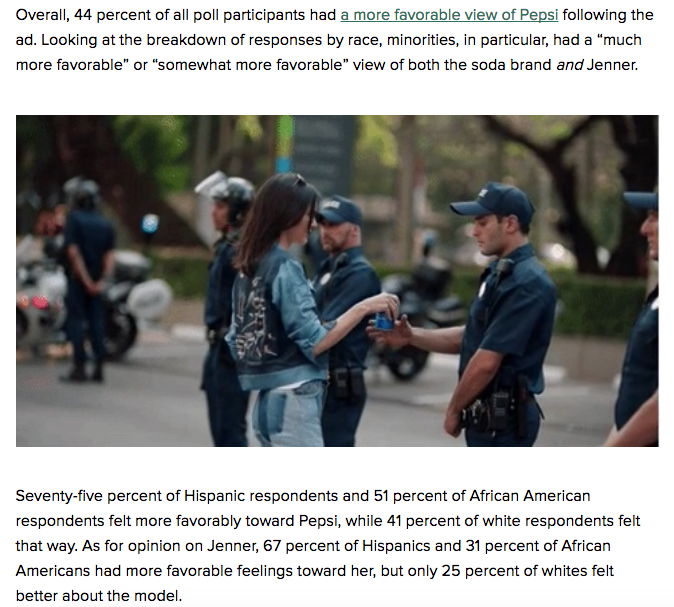 Overall, 44 percent of all poll participants had a more favorable view of Pepsi following the
ad. Looking at the breakdown of responses by race, minorities, in particular, had a “much
more favorable” or “somewhat more favorable” view of both the soda brand and Jenner.
Seventy-five percent of Hispanic respondents and 51 percent of African American
respondents felt more favorably toward Pepsi, while 41 percent of white respondents felt
that way. As for opinion on Jenner, 67 percent of Hispanics and 31 percent of African
Americans had more favorable feelings toward her, but only 25 percent of whites felt
better about the model.